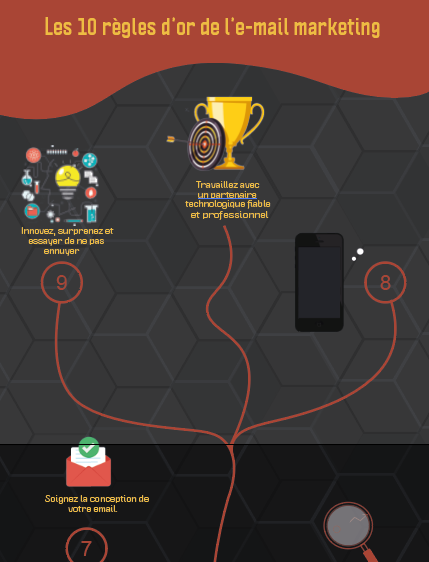 Les 10 règles d'or de l'e-mail marketing
Travaillez avec
un partenaire
technologique fiable
et professionnel
Innovez, surprenez et
essayer de ne pas
ennuyer
9
8
Soignez la conception de
votre email.
7